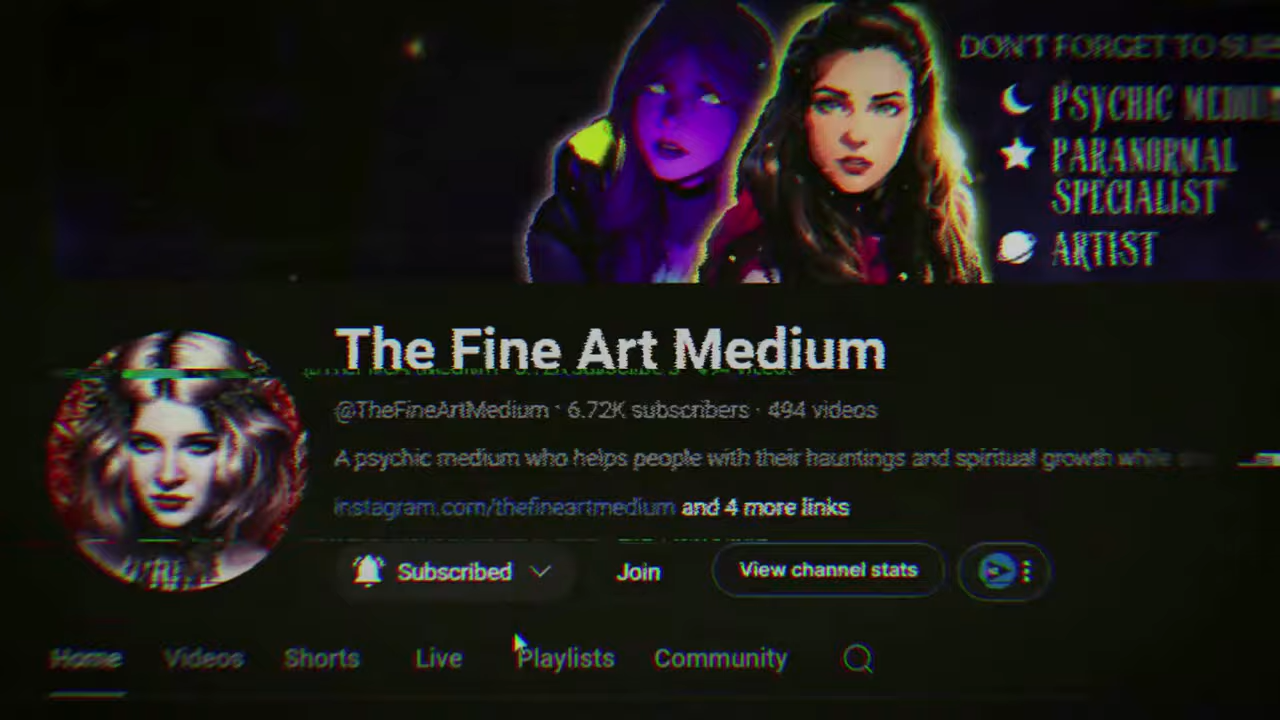 DON'T FORGET TO
PSYCHIC
PARANORMAL
SPECIALIST
ARTIST
The Fine Art Medium
@TheFineArtMedium · 6.72K subscribers · 494 videos
A psychic medium who helps people with their hauntings and spiritual growth while
instagram.com/thefineartmedium and 4 more links
Subscribed
Join
View channel stats
Home Videos Shorts Live Playlists Community